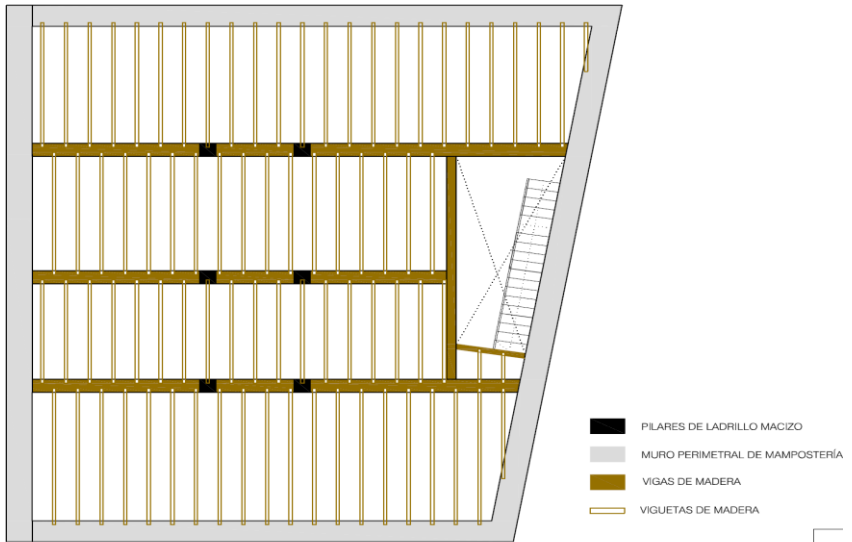 PILARES DE LADRILLO MACIZO
MURO PERIMETRAL DE MAMPOSTERÍA
VIGAS DE MADERA
VIGUETAS DE MADERA